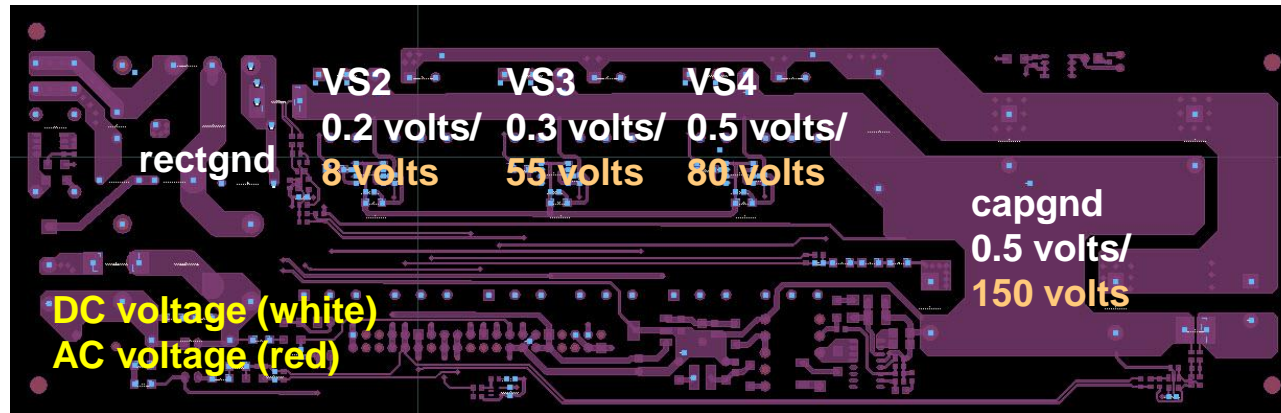 VS2
0.2 volts/
8 volts
VS3
0.3 volts/
55 volts
VS4
0.5 volts/
80 volts
rectgnd
capgnd
0.5 volts/
150 volts
DC voltage (white)
AC voltage (red)